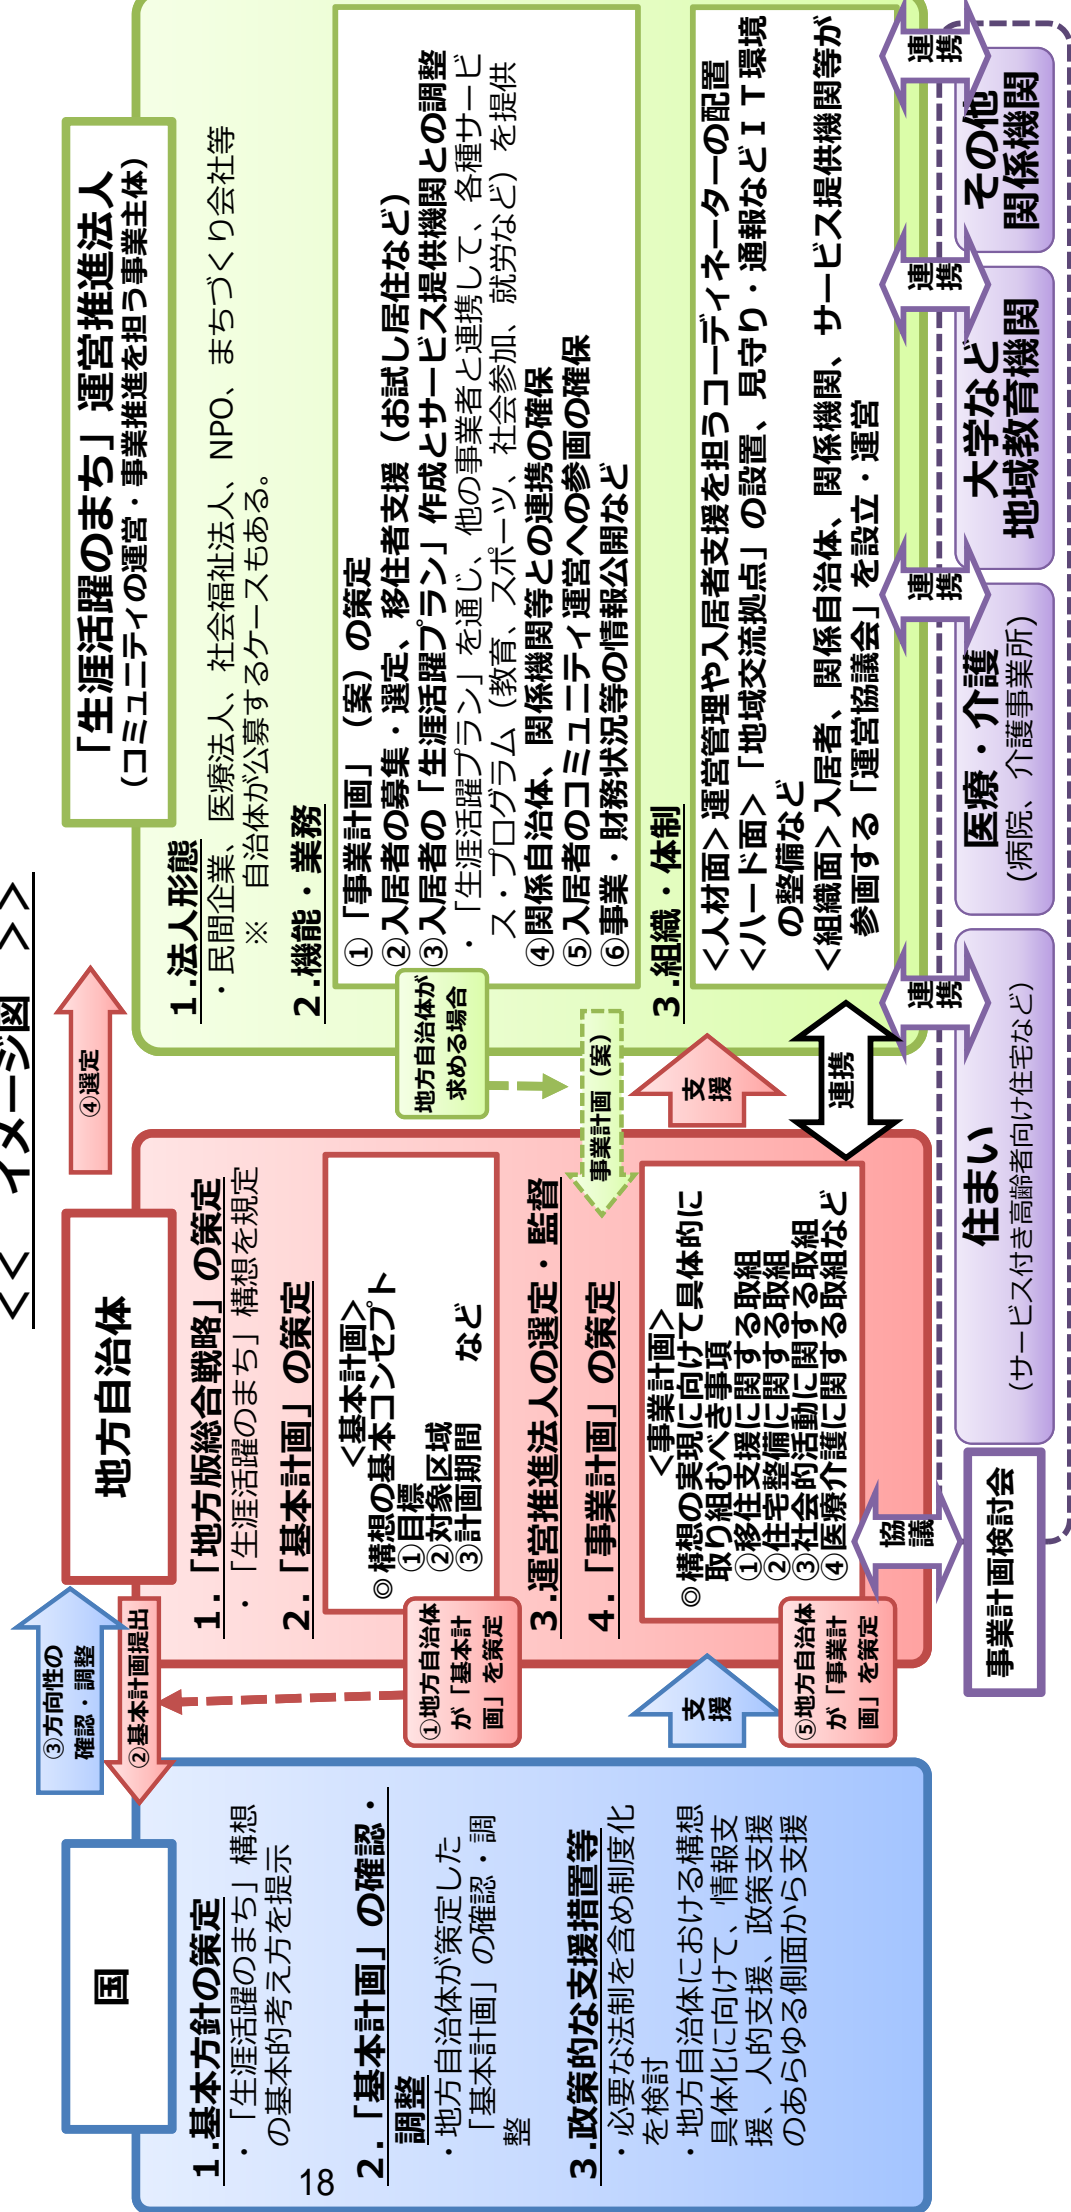 << イメージ図 >>
国
1.基本方針の策定
・「生涯活躍のまち」構想
の基本的考え方を提示
2.「基本計画」の確認・
調整
・地方自治体が策定した
「基本計画」の確認・調
整
3.政策的な支援措置等
・必要な法制を含め制度化
を検討
・地方自治体における構想
具体化に向けて、情報支
援、人的支援、政策支援
のあらゆる側面から支援
③方向性の
確認・調整
②基本計画提出
①地方自治体
が「基本計
画」を策定
支援
⑤地方自治体
が「事業計
画」を策定
地方自治体
1.「地方版総合戦略」の策定
・「生涯活躍のまち」構想を規定
2.「基本計画」の策定
<基本計画>
◎構想の基本コンセプト
①目標
②対象区域
③計画期間 など
3.運営推進法人の選定・監督
4.「事業計画」の策定
<事業計画>
◎構想の実現に向けて具体的に
取り組むべき事項
①移住支援に関する取組
②住宅整備に関する取組
③社会的活動に関する取組
④医療介護に関する取組など
④選定
地方自治体が
求める場合
事業計画(案)
支援
連携
「生涯活躍のまち」運営推進法人
(コミュニティの運営・事業推進を担う事業主体)
1.法人形態
・民間企業、医療法人、社会福祉法人、NPO、まちづくり会社等
※ 自治体が公募するケースもある。
2.機能・業務
①「事業計画」(案)の策定
②入居者の募集・選定、移住者支援(お試し居住など)
③入居者の「生涯活躍プラン」作成とサービス提供機関との調整
・「生涯活躍プラン」を通じ、他の事業者と連携して、各種サービ
ス・プログラム(教育、スポーツ、社会参加、就労など)を提供
④関係自治体、関係機関等との連携の確保
⑤入居者のコミュニティ運営への参画の確保
⑥事業・財務状況等の情報公開など
3.組織・体制
<人材面>運営管理や入居者支援を担うコーディネーターの配置
<ハード面>「地域交流拠点」の設置、見守り・通報などIT環境
の整備など
<組織面>入居者、関係自治体、関係機関、サービス提供機関等が
参画する「運営協議会」を設立・運営
協議
連携
連携
連携
連携
事業計画検討会
住まい
(サービス付き高齢者向け住宅など)
医療・介護
(病院、介護事業所)
大学など
地域教育機関
その他
関係機関
18